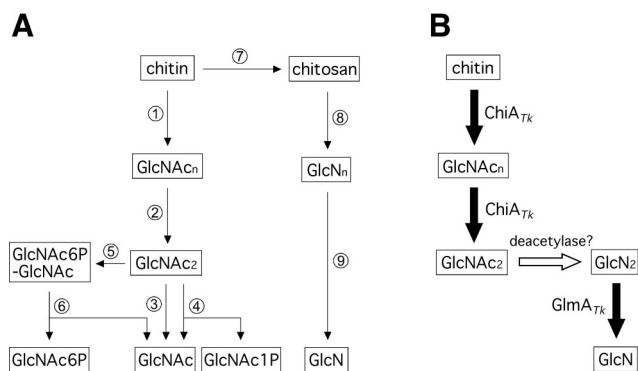 A
chitin ⑦ chitosan
① ⑧
GlcNAcn GlcNn
②
GlcNAc6P
-GlcNAc ⑤ GlcNAc2 ⑨
⑥ ③ ④
GlcNAc6P GlcNAc GlcNAc1P GlcN
B
chitin
ChiATk
GlcNAcn
ChiATk
deacetylase?
GlcNAc2 GlcN2
GlmATk
GlcN